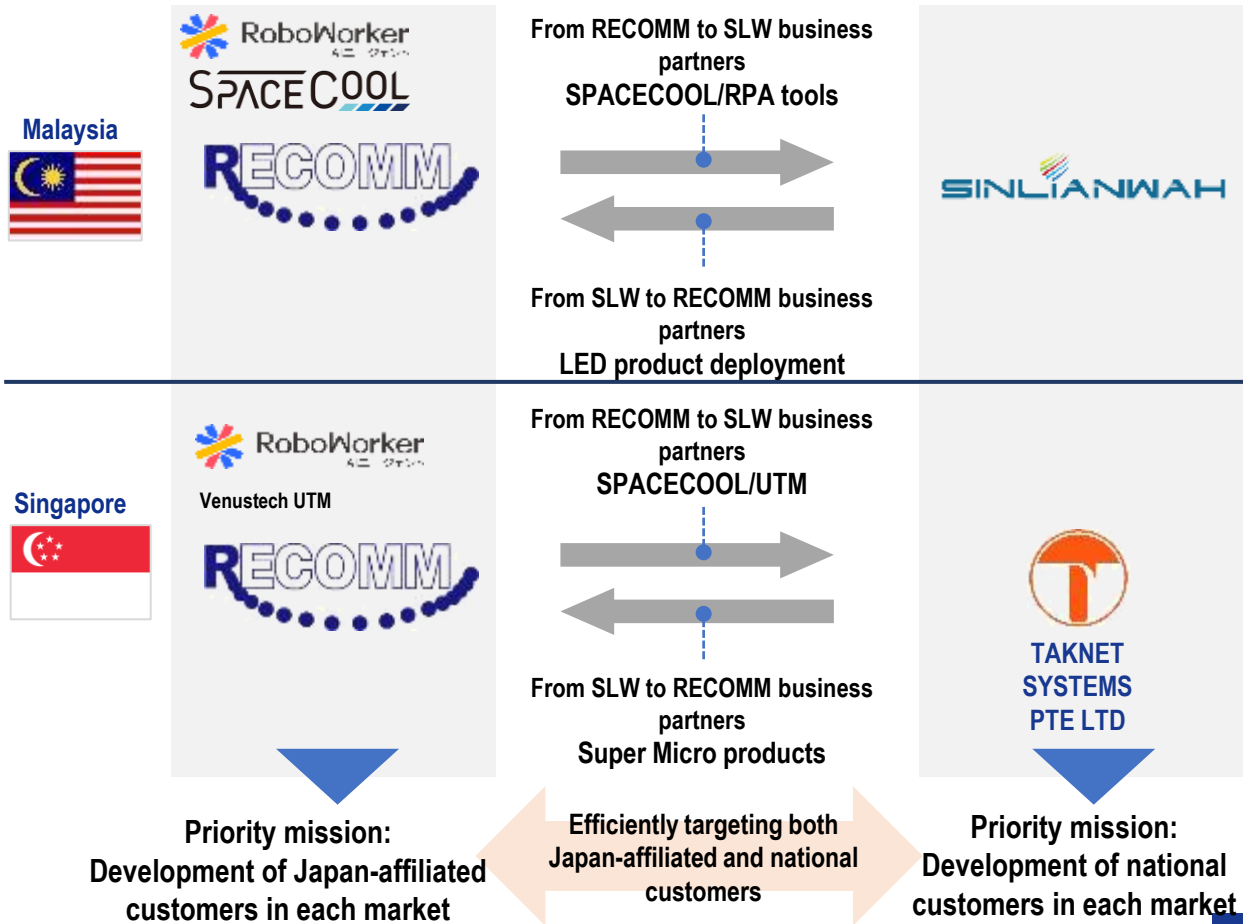 RoboWorker
SPACECOOL
Malaysia
RECOMM
From RECOMM to SLW business
partners
SPACECOOL/RPA tools
From SLW to RECOMM business
partners
LED product deployment
SINLIANWAH
RoboWorker
Singapore
Venustech UTM
RECOMM
From RECOMM to SLW business
partners
SPACECOOL/UTM
From SLW to RECOMM business
partners
Super Micro products
TAKNET
SYSTEMS
PTE LTD
Priority mission:
Development of Japan-affiliated
customers in each market
Efficiently targeting both
Japan-affiliated and national
customers
Priority mission:
Development of national
customers in each market